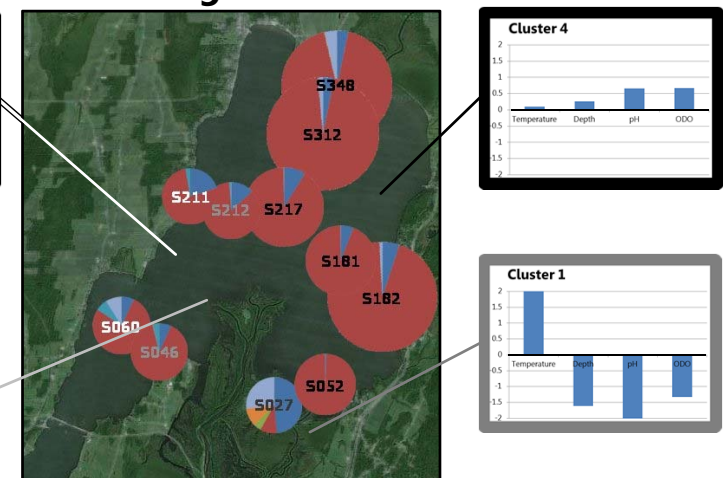 g
S348
S312
S211
S212
S217
S181
S182
S060
S046
S027
S052
Cluster 4
2
1.5
1
0.5
0
-0.5
-1
-1.5
-2
Temperature Depth pH ODO
Cluster 1
2
1.5
1
0.5
0
-0.5
-1
-1.5
-2
Temperature Depth pH ODO